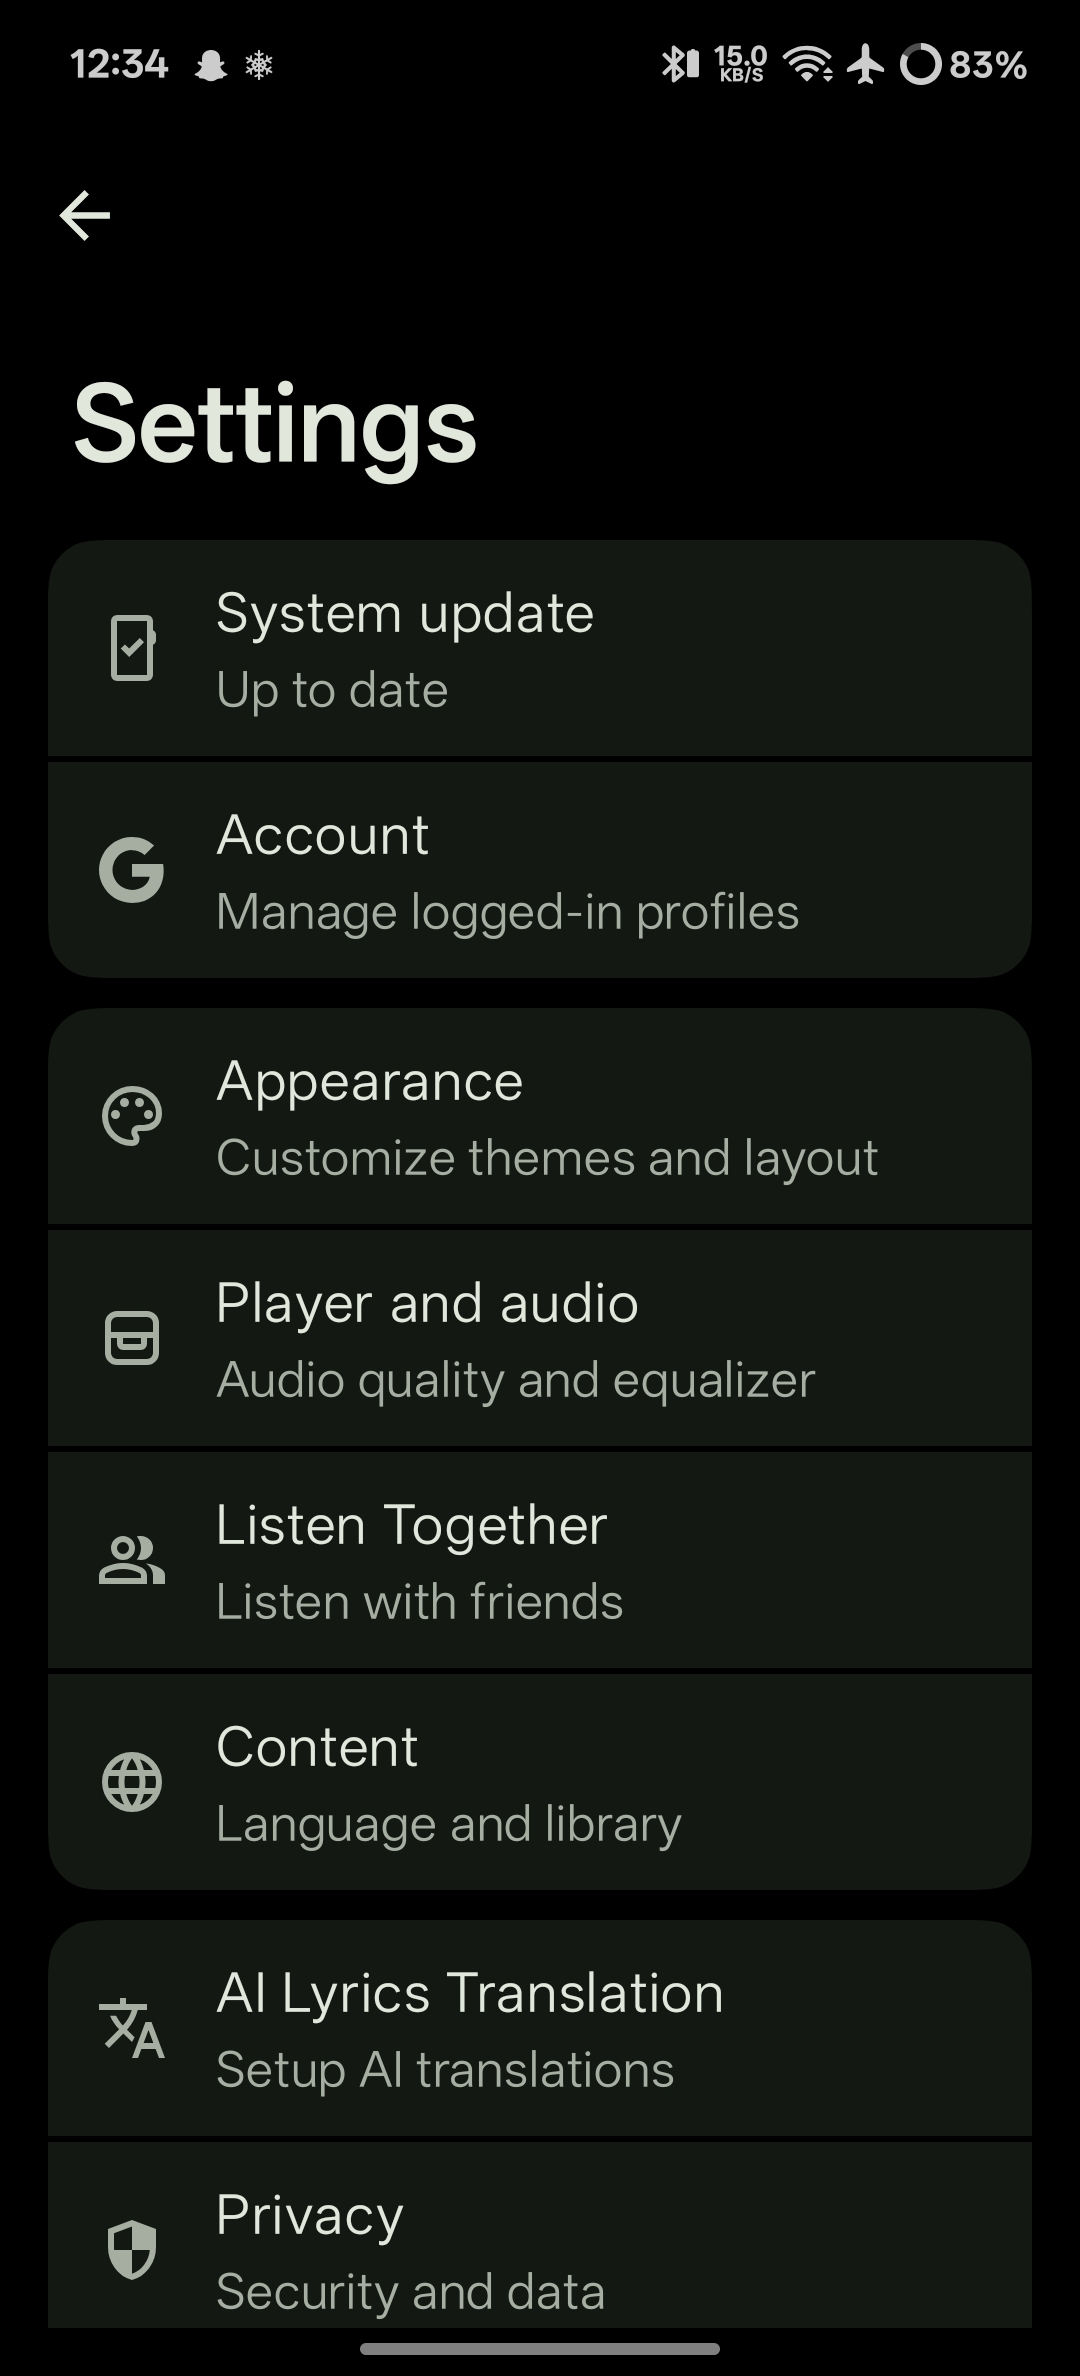 12:34 15.0 KB/S 83%
Settings
System update
Up to date
Account
Manage logged-in profiles
Appearance
Customize themes and layout
Player and audio
Audio quality and equalizer
Listen Together
Listen with friends
Content
Language and library
AI Lyrics Translation
Setup AI translations
Privacy
Security and data